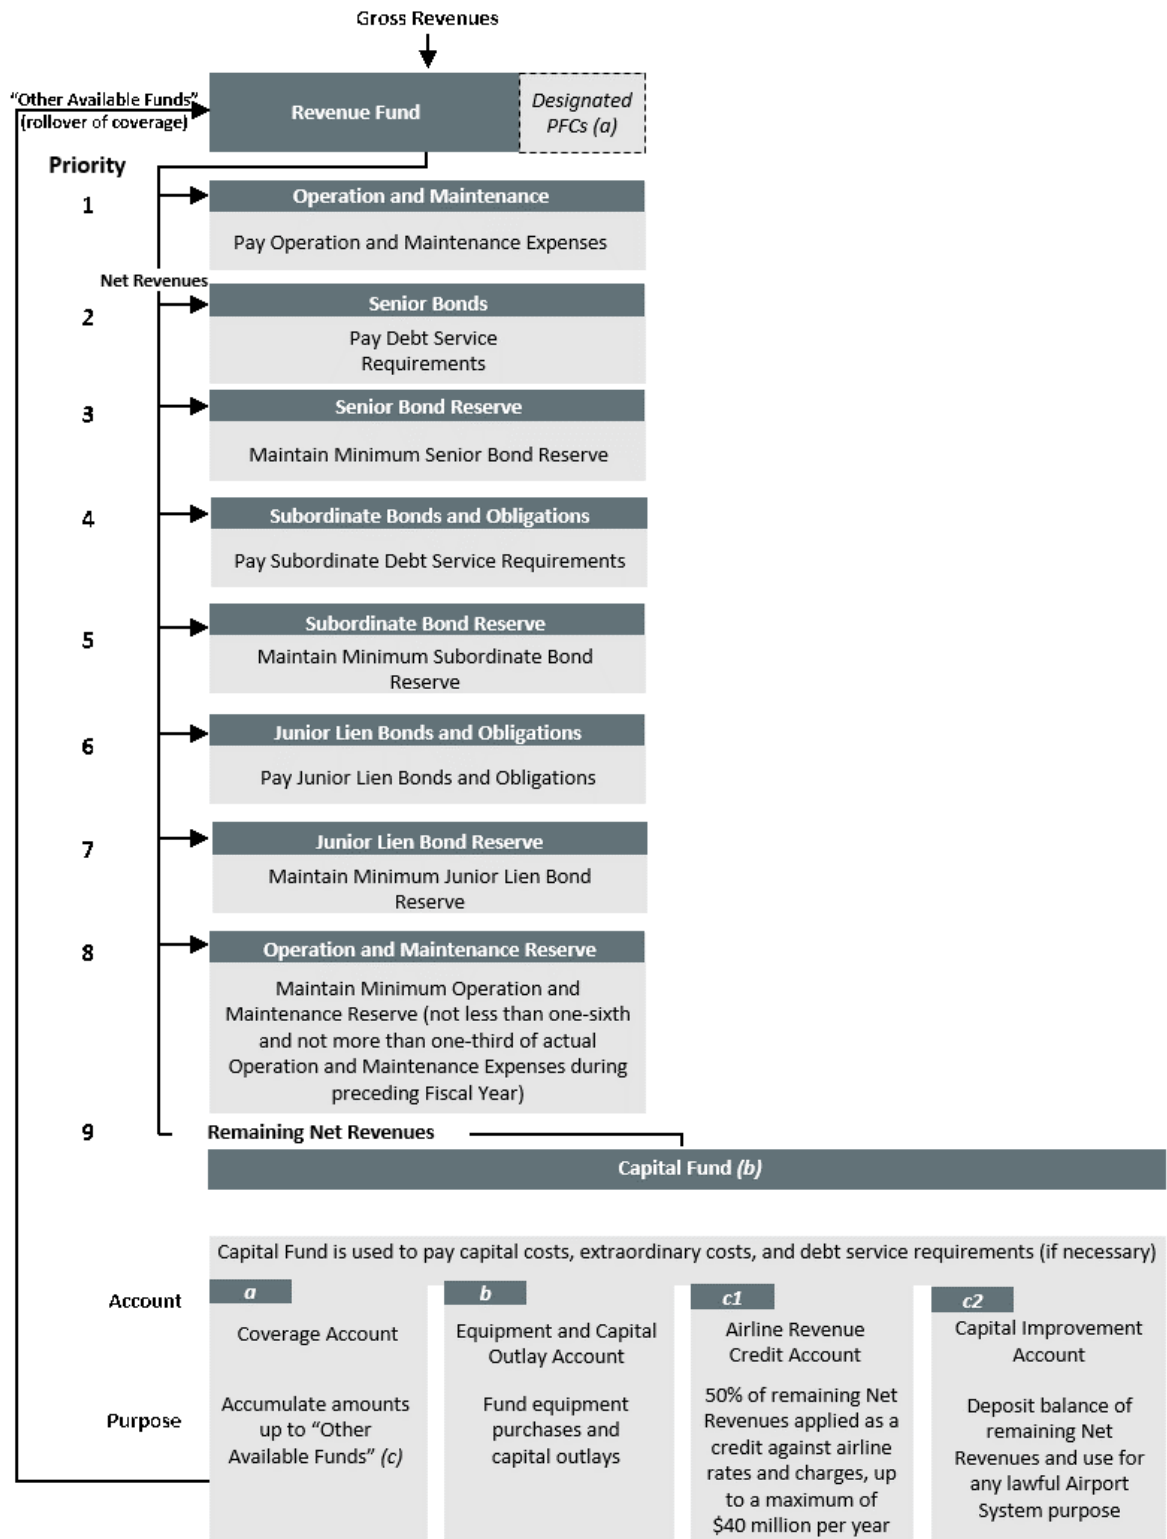 Gross Revenues
"Other Available Funds"
(rollover of coverage)
Revenue Fund
Designated
PFCs (a)
Priority
1
Operation and Maintenance
Pay Operation and Maintenance Expenses
Net Revenues
2
Senior Bonds
Pay Debt Service
Requirements
3
Senior Bond Reserve
Maintain Minimum Senior Bond Reserve
4
Subordinate Bonds and Obligations
Pay Subordinate Debt Service Requirements
5
Subordinate Bond Reserve
Maintain Minimum Subordinate Bond
Reserve
6
Junior Lien Bonds and Obligations
Pay Junior Lien Bonds and Obligations
7
Junior Lien Bond Reserve
Maintain Minimum Junior Lien Bond
Reserve
8
Operation and Maintenance Reserve
Maintain Minimum Operation and
Maintenance Reserve (not less than one-sixth
and not more than one-third of actual
Operation and Maintenance Expenses during
preceding Fiscal Year)
9
Remaining Net Revenues
Capital Fund (b)
Capital Fund is used to pay capital costs, extraordinary costs, and debt service requirements (if necessary)
Account
a
Coverage Account
b
Equipment and Capital
Outlay Account
c1
Airline Revenue
Credit Account
c2
Capital Improvement
Account
Purpose
Accumulate amounts
up to "Other
Available Funds" (c)
Fund equipment
purchases and
capital outlays
50% of remaining Net
Revenues applied as a
credit against airline
rates and charges, up
to a maximum of
$40 million per year
Deposit balance of
remaining Net
Revenues and use for
any lawful Airport
System purpose